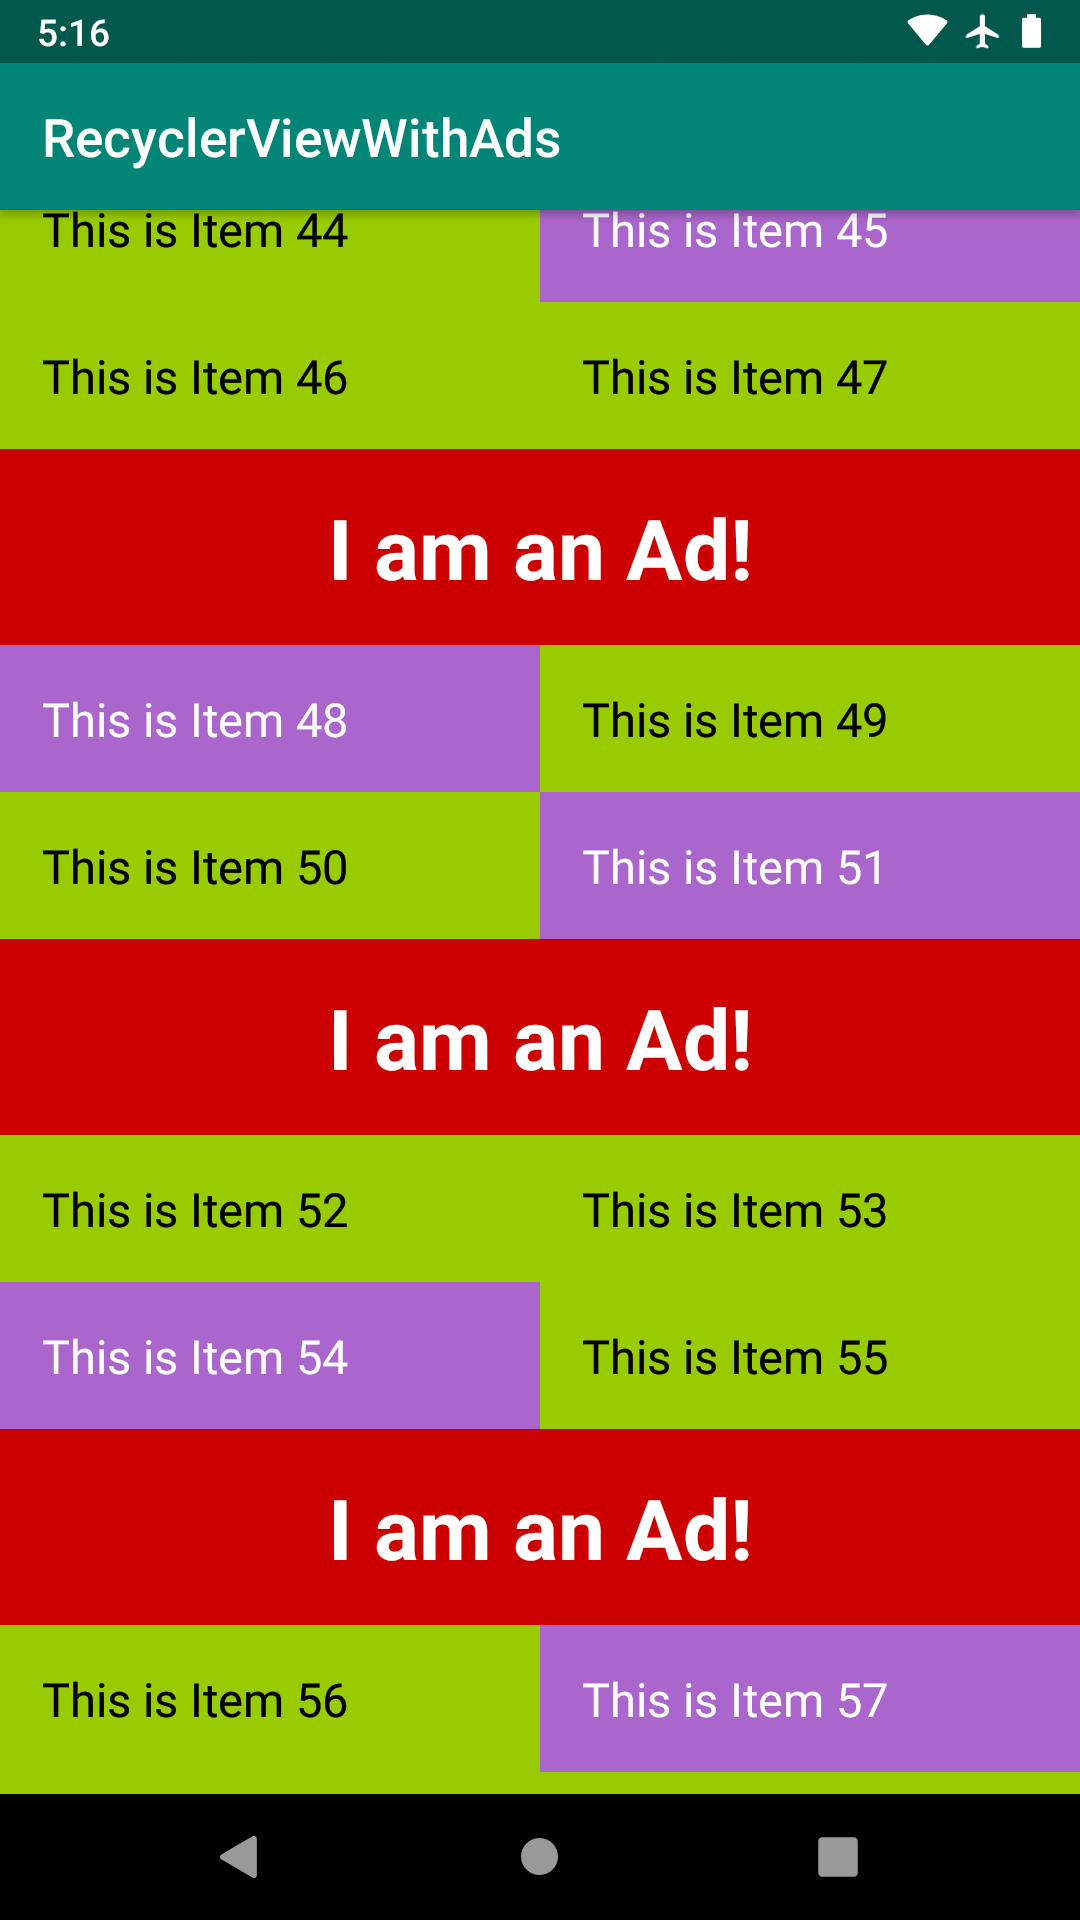 5:16
RecyclerViewWithAds
This is Item 44 This is Item 45
This is Item 46 This is Item 47
I am an Ad!
This is Item 48 This is Item 49
This is Item 50 This is Item 51
I am an Ad!
This is Item 52 This is Item 53
This is Item 54 This is Item 55
I am an Ad!
This is Item 56 This is Item 57